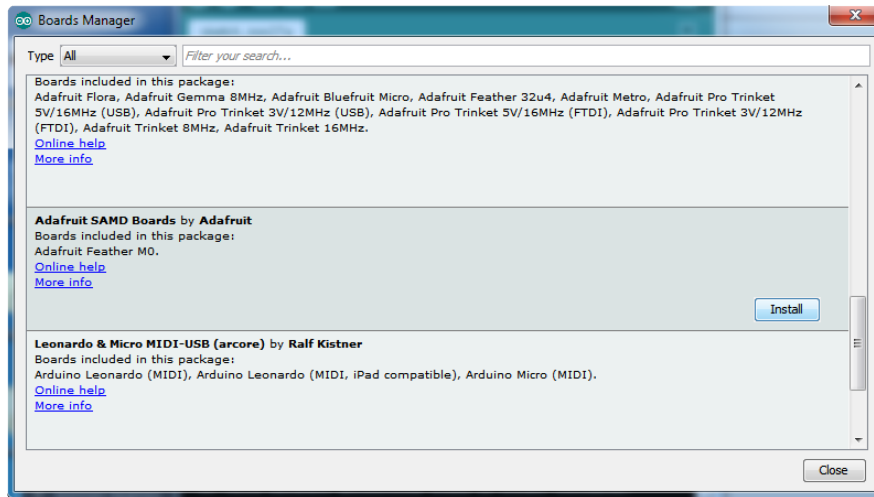 Boards Manager
Type All Filter your search...
Boards included in this package:
Adafruit Flora, Adafruit Gemma 8MHz, Adafruit Bluefruit Micro, Adafruit Feather 32u4, Adafruit Metro, Adafruit Pro Trinket
5V/16MHz (USB), Adafruit Pro Trinket 3V/12MHz (USB), Adafruit Pro Trinket 5V/16MHz (FTDI), Adafruit Pro Trinket 3V/12MHz
(FTDI), Adafruit Trinket 8MHz, Adafruit Trinket 16MHz.
Online help
More info
Adafruit SAMD Boards by Adafruit
Boards included in this package:
Adafruit Feather M0.
Online help
More info
Install
Leonardo & Micro MIDI-USB (arcore) by Ralf Kistner
Boards included in this package:
Arduino Leonardo (MIDI), Arduino Leonardo (MIDI, iPad compatible), Arduino Micro (MIDI).
Online help
More info
Close